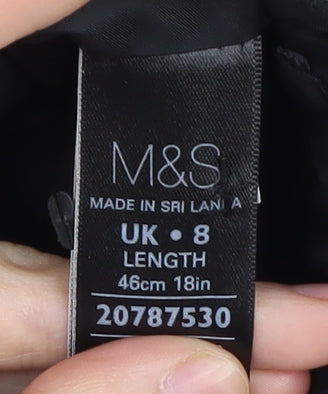 M&S
MADE IN SRI LANKA
UK • 8
LENGTH
46cm 18in
20787530